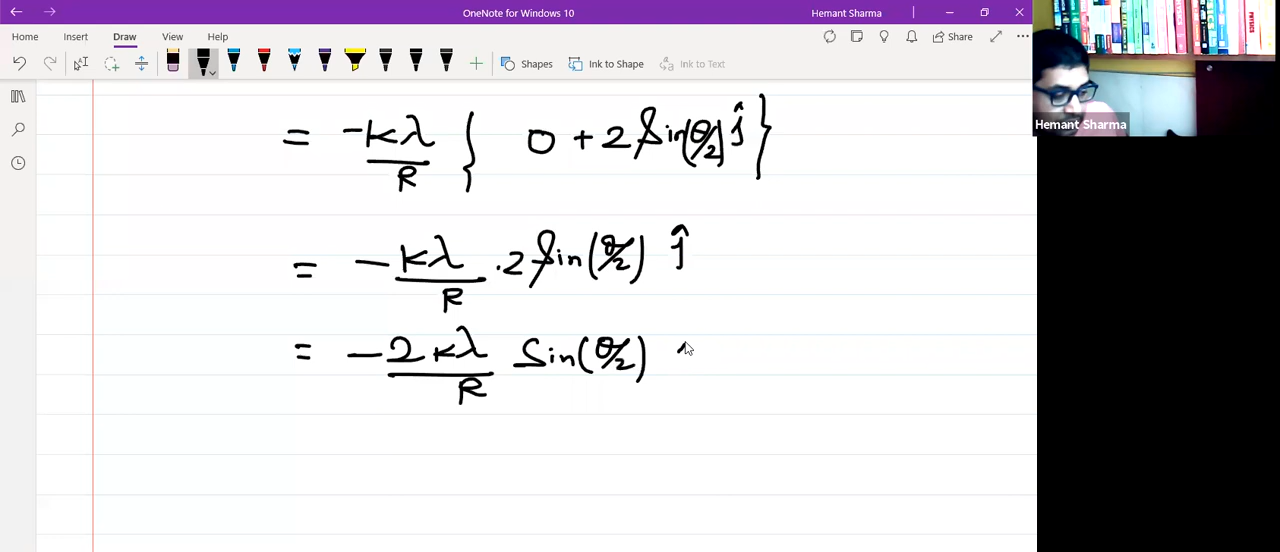 OneNote for Windows 10
Hemant Sharma
Home Insert Draw View Help
Share
Shapes Ink to Shape Ink to Text
= -Kλ/R { 0 + 2 Sin(θ/2) ĵ }
= -Kλ/R .2 Sin(θ/2) ĵ
= -2Kλ/R Sin(θ/2) ^
Hemant Sharma